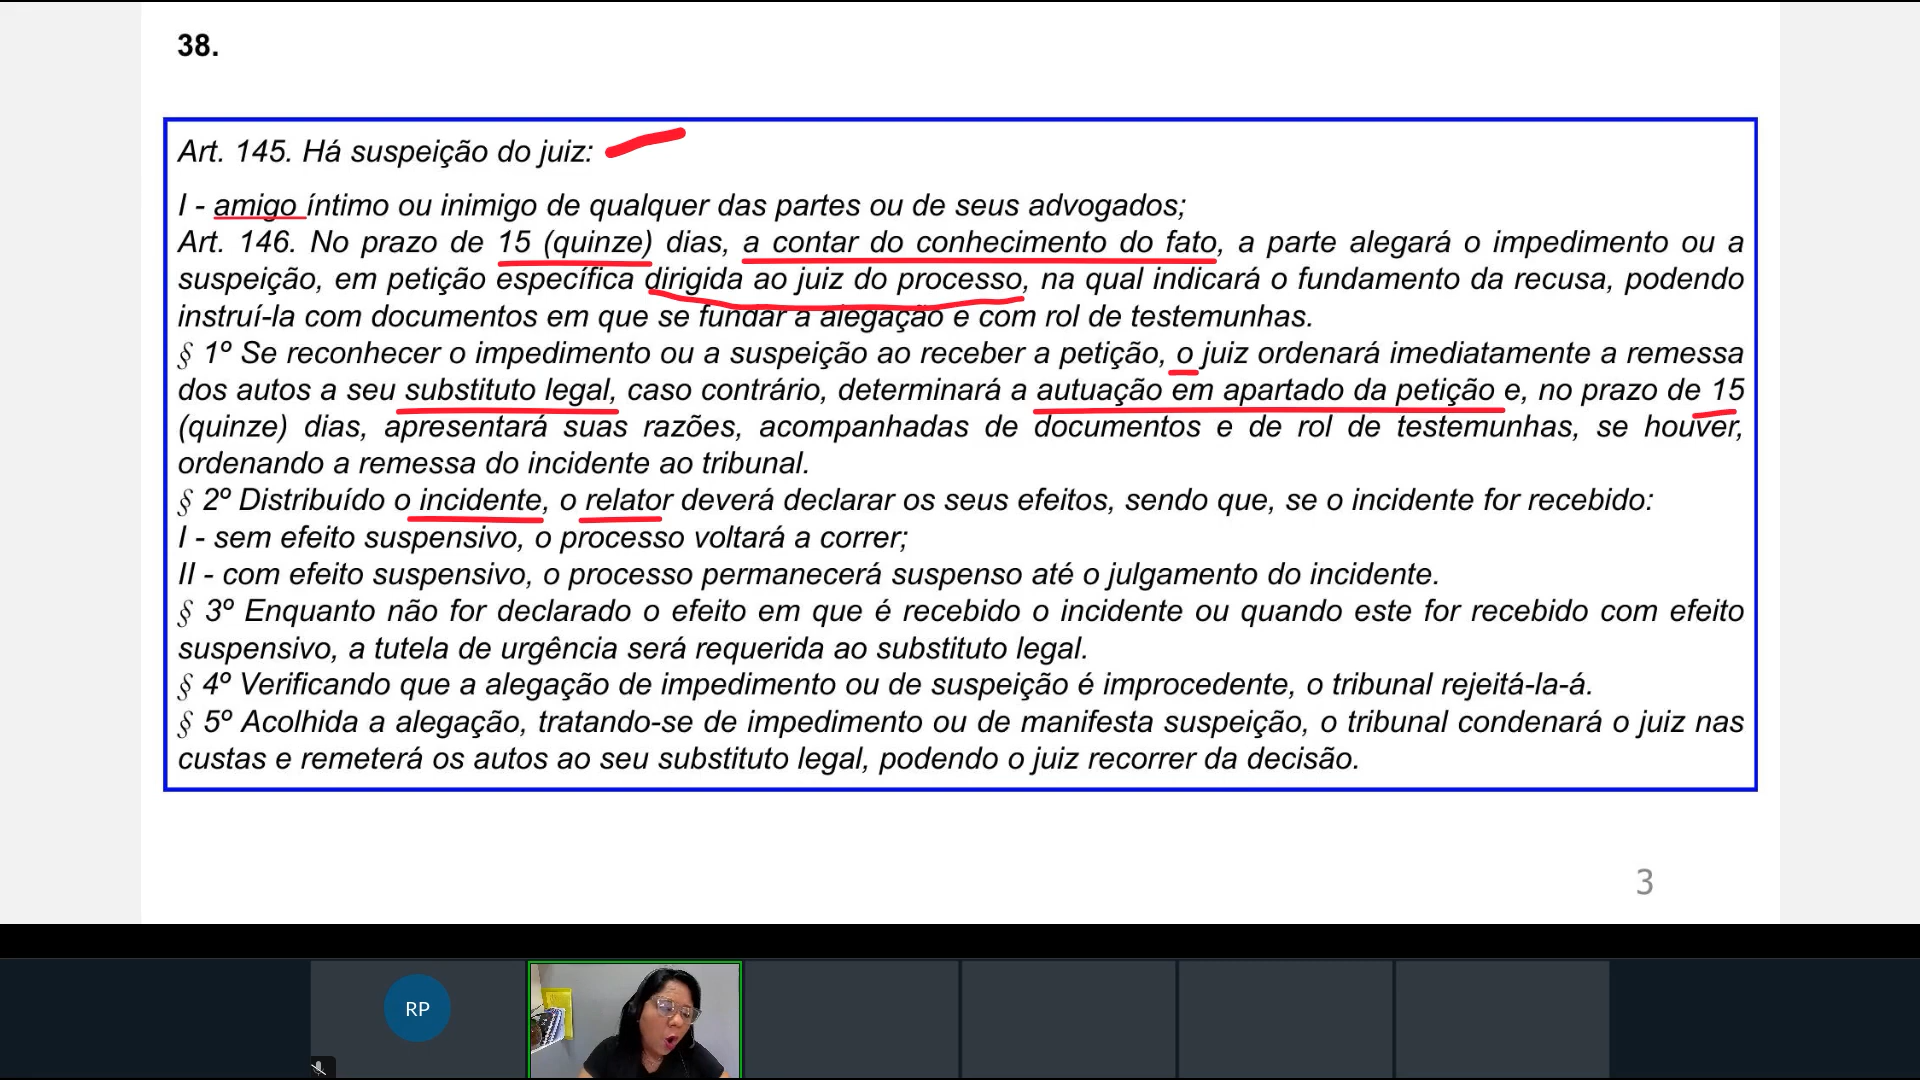 38.
Art. 145. Há suspeição do juiz:
I - amigo íntimo ou inimigo de qualquer das partes ou de seus advogados;
Art. 146. No prazo de 15 (quinze) dias, a contar do conhecimento do fato, a parte alegará o impedimento ou a
suspeição, em petição específica dirigida ao juiz do processo, na qual indicará o fundamento da recusa, podendo
instruí-la com documentos em que se fundar a alegação e com rol de testemunhas.
§ 1º Se reconhecer o impedimento ou a suspeição ao receber a petição, o juiz ordenará imediatamente a remessa
dos autos a seu substituto legal, caso contrário, determinará a autuação em apartado da petição e, no prazo de 15
(quinze) dias, apresentará suas razões, acompanhadas de documentos e de rol de testemunhas, se houver,
ordenando a remessa do incidente ao tribunal.
§ 2º Distribuído o incidente, o relator deverá declarar os seus efeitos, sendo que, se o incidente for recebido:
I - sem efeito suspensivo, o processo voltará a correr;
II - com efeito suspensivo, o processo permanecerá suspenso até o julgamento do incidente.
§ 3º Enquanto não for declarado o efeito em que é recebido o incidente ou quando este for recebido com efeito
suspensivo, a tutela de urgência será requerida ao substituto legal.
§ 4º Verificando que a alegação de impedimento ou de suspeição é improcedente, o tribunal rejeitá-la-á.
§ 5º Acolhida a alegação, tratando-se de impedimento ou de manifesta suspeição, o tribunal condenará o juiz nas
custas e remeterá os autos ao seu substituto legal, podendo o juiz recorrer da decisão.
3
RP